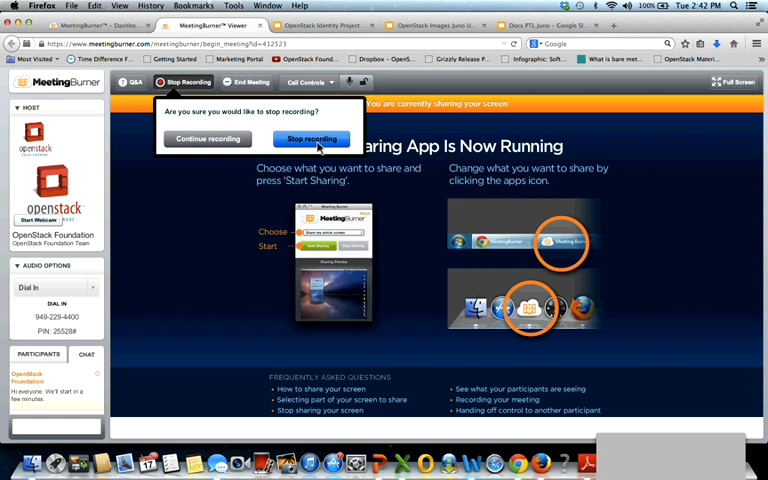 Firefox File Edit View History Bookmarks Tools Window Help 100% Tue 2:42 PM
MeetingBurner™ - Dashbo... MeetingBurner™ Viewer OpenStack Identity Project... OpenStack Images Juno U... Docs PTL Juno - Google Sl...
https://www.meetingburner.com/meetingburner/begin_meeting?id=412523 Google
Most Visited Time Difference F... Getting Started Marketing Portal OpenStack Foun... Dropbox - OpenS... Grizzly Release P... Infographic: Soft... What is bare met... OpenStack Materi...
MeetingBurner Q&A Stop Recording End Meeting Call Controls Full Screen
You are currently sharing your screen
Are you sure you would like to stop recording?
Continue recording Stop recording
aring App Is Now Running
Choose what you want to share and
press 'Start Sharing'.
Change what you want to share by
clicking the apps icon.
Choose
Start
Meeting Burner
MeetingBurner
Share my entire screen
Start Sharing Stop Sharing
Sharing Preview
MeetingBurner Meeting Burn
HOST
openstack
openstack
Start Webcam
OpenStack Foundation
OpenStack Foundation Team
AUDIO OPTIONS
Dial In
DIAL IN
949-229-4400
PIN: 25528#
PARTICIPANTS CHAT
OpenStack
Foundation
Hi everyone. We'll start in a
few minutes.
FREQUENTLY ASKED QUESTIONS
• How to share your screen
• Selecting part of your screen to share
• Stop sharing your screen
• See what your participants are seeing
• Recording your meeting
• Handing off control to another participant
17